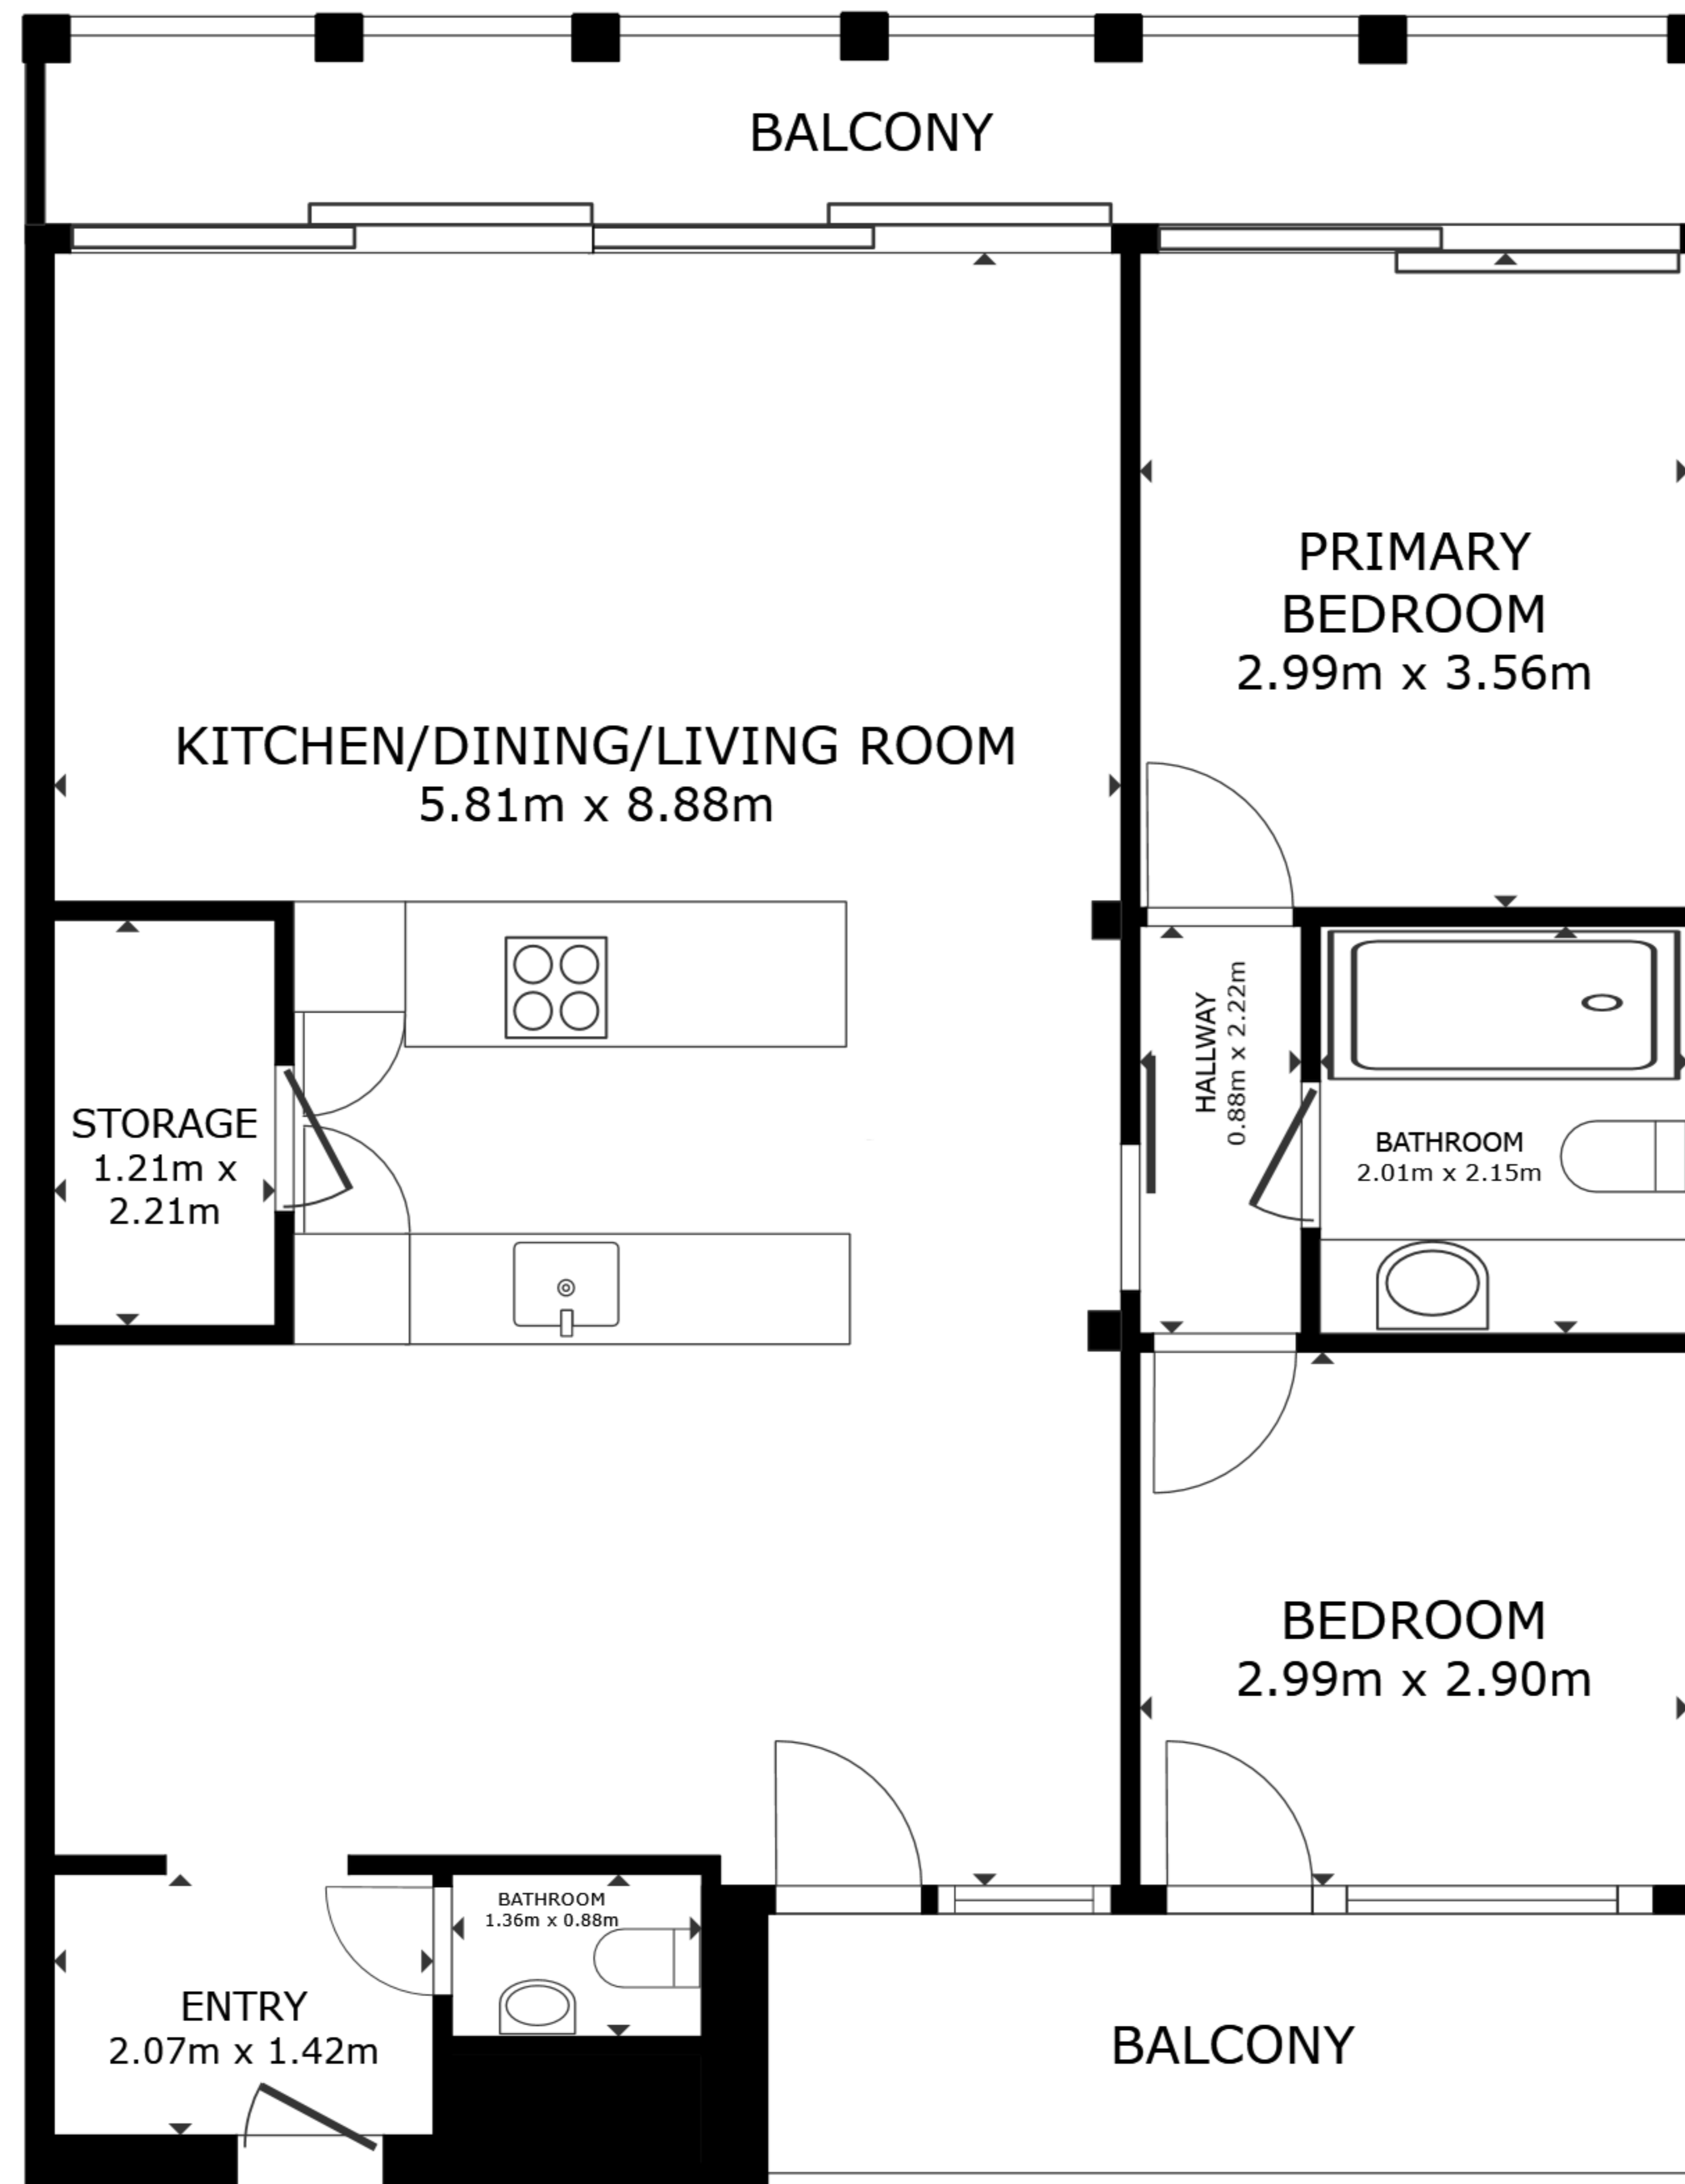 BALCONY
PRIMARY
BEDROOM
2.99m x 3.56m
KITCHEN/DINING/LIVING ROOM
5.81m x 8.88m
HALLWAY
0.88m x 2.22m
STORAGE
1.21m x
2.21m
BATHROOM
2.01m x 2.15m
BEDROOM
2.99m x 2.90m
BATHROOM
1.36m x 0.88m
ENTRY
2.07m x 1.42m
BALCONY